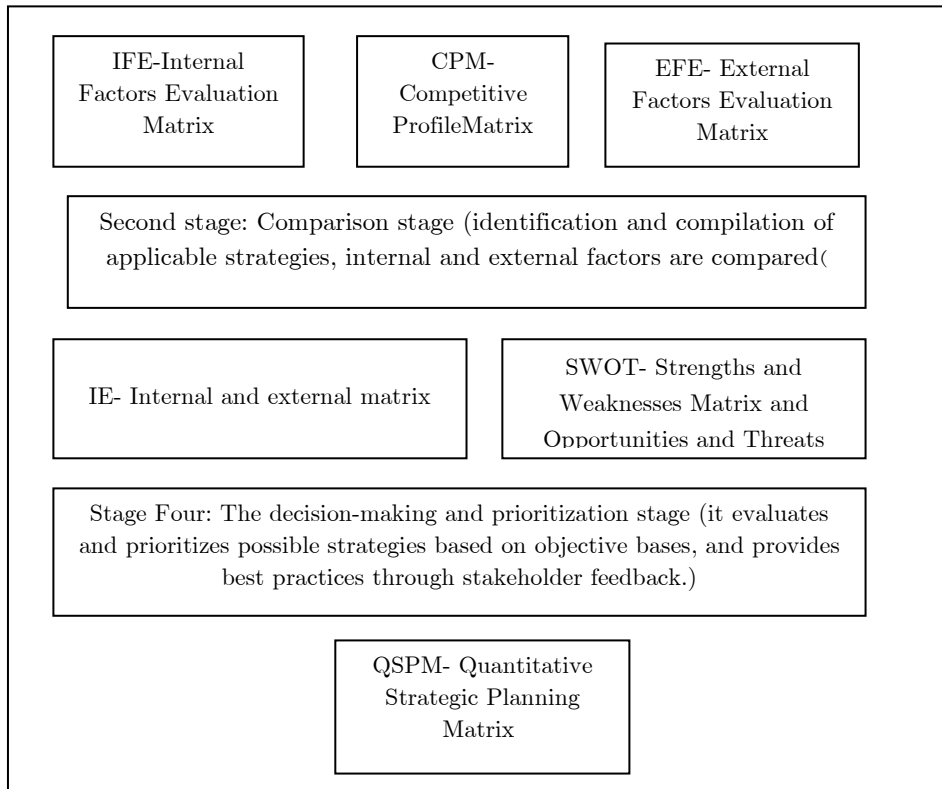 IFE-Internal
Factors Evaluation
Matrix
CPM-
Competitive
ProfileMatrix
EFE- External
Factors Evaluation
Matrix
Second stage: Comparison stage (identification and compilation of
applicable strategies, internal and external factors are compared(
IE- Internal and external matrix
SWOT- Strengths and
Weaknesses Matrix and
Opportunities and Threats
Stage Four: The decision-making and prioritization stage (it evaluates
and prioritizes possible strategies based on objective bases, and provides
best practices through stakeholder feedback.)
QSPM- Quantitative
Strategic Planning
Matrix